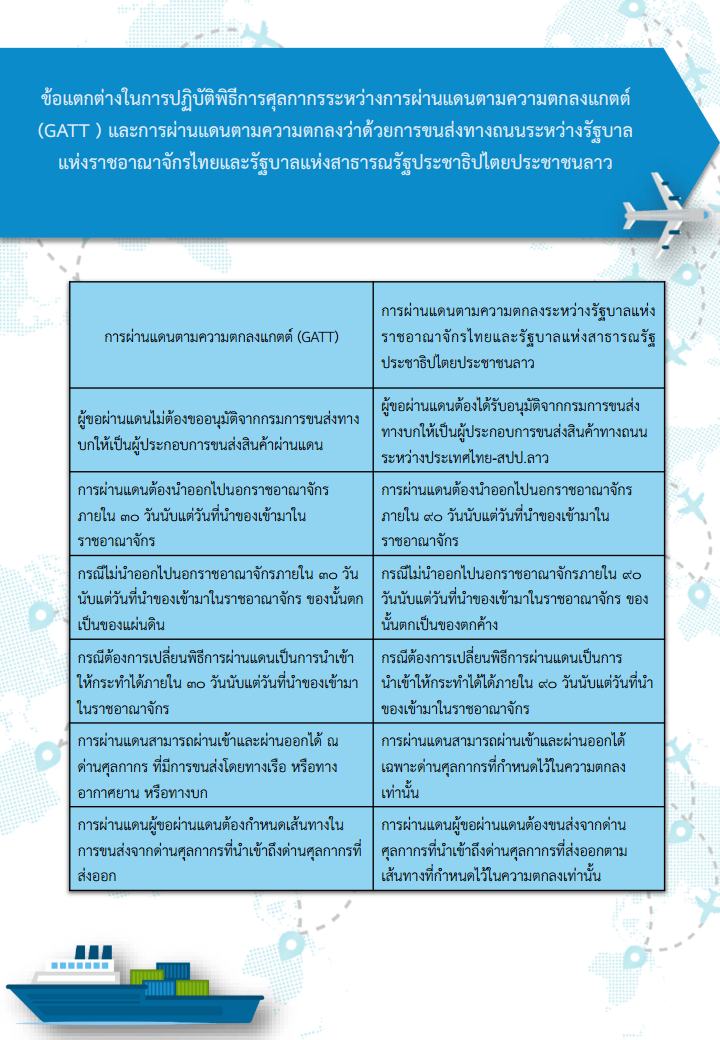 ข้อแตกต่างในการปฏิบัติพิธีการศุลกากรระหว่างการผ่านแดนตามความตกลงแกตต์
(GATT ) และการผ่านแดนตามความตกลงว่าด้วยการขนส่งทางถนนระหว่างรัฐบาล
แห่งราชอาณาจักรไทยและรัฐบาลแห่งสาธารณรัฐประชาธิปไตยประชาชนลาว
การผ่านแดนตามความตกลงแกตต์ (GATT)
การผ่านแดนตามความตกลงระหว่างรัฐบาลแห่ง
ราชอาณาจักรไทยและรัฐบาลแห่งสาธารณรัฐ
ประชาธิปไตยประชาชนลาว
ผู้ขอผ่านแดนไม่ต้องขออนุมัติจากกรมการขนส่งทาง
บกให้เป็นผู้ประกอบการขนส่งสินค้าผ่านแดน
ผู้ขอผ่านแดนต้องได้รับอนุมัติจากกรมการขนส่ง
ทางบกให้เป็นผู้ประกอบการขนส่งสินค้าทางถนน
ระหว่างประเทศไทย-สปป.ลาว
การผ่านแดนต้องนำออกไปนอกราชอาณาจักร
ภายใน ๓๐ วันนับแต่วันที่นำของเข้ามาใน
ราชอาณาจักร
การผ่านแดนต้องนำออกไปนอกราชอาณาจักร
ภายใน ๙๐ วันนับแต่วันที่นำของเข้ามาใน
ราชอาณาจักร
กรณีไม่นำออกไปนอกราชอาณาจักรภายใน ๓๐ วัน
นับแต่วันที่นำของเข้ามาในราชอาณาจักร ของนั้นตก
เป็นของแผ่นดิน
กรณีไม่นำออกไปนอกราชอาณาจักรภายใน ๙๐
วันนับแต่วันที่นำของเข้ามาในราชอาณาจักร ของ
นั้นตกเป็นของตกค้าง
กรณีต้องการเปลี่ยนพิธีการผ่านแดนเป็นการนำเข้า
ให้กระทำได้ภายใน ๓๐ วันนับแต่วันที่นำของเข้ามา
ในราชอาณาจักร
กรณีต้องการเปลี่ยนพิธีการผ่านแดนเป็นการ
นำเข้าให้กระทำได้ได้ภายใน ๙๐ วันนับแต่วันที่นำ
ของเข้ามาในราชอาณาจักร
การผ่านแดนสามารถผ่านเข้าและผ่านออกได้ ณ
ด่านศุลกากร ที่มีการขนส่งโดยทางเรือ หรือทาง
อากาศยาน หรือทางบก
การผ่านแดนสามารถผ่านเข้าและผ่านออกได้
เฉพาะด่านศุลกากรที่กำหนดไว้ในความตกลง
เท่านั้น
การผ่านแดนผู้ขอผ่านแดนต้องกำหนดเส้นทางใน
การขนส่งจากด่านศุลกากรที่นำเข้าถึงด่านศุลกากรที่
ส่งออก
การผ่านแดนผู้ขอผ่านแดนต้องขนส่งจากด่าน
ศุลกากรที่นำเข้าถึงด่านศุลกากรที่ส่งออกตาม
เส้นทางที่กำหนดไว้ในความตกลงเท่านั้น